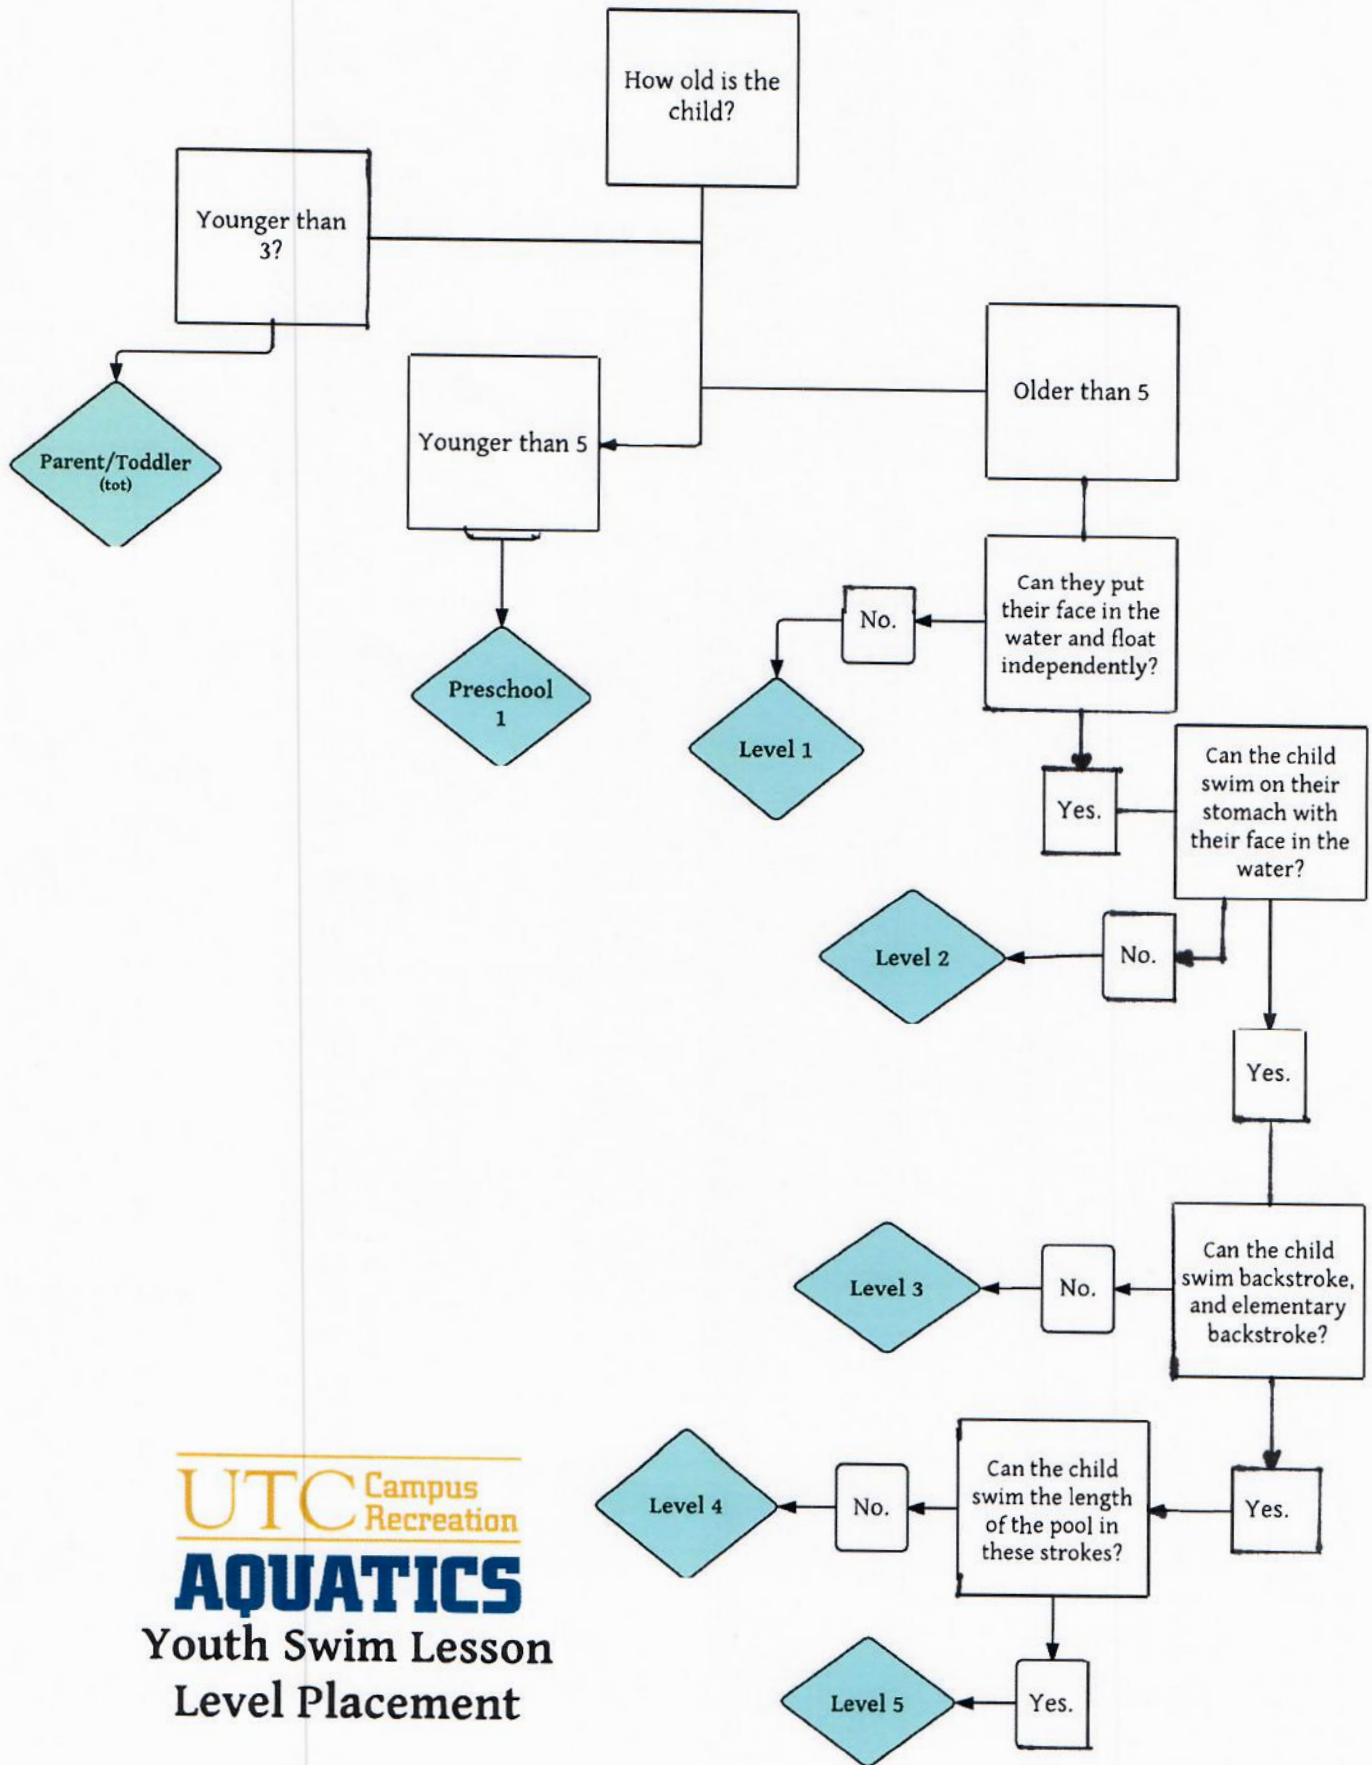 How old is the
child?
Younger than
3?
Older than 5
Younger than 5
Parent/Toddler
(tot)
Can they put
their face in the
water and float
independently?
No.
Preschool
1
Level 1
Yes.
Can the child
swim on their
stomach with
their face in the
water?
Level 2
No.
Yes.
Can the child
swim backstroke,
and elementary
backstroke?
No.
Level 3
Can the child
swim the length
of the pool in
these strokes?
Yes.
No.
Level 4
Yes.
Level 5
UTC Campus
Recreation
AQUATICS
Youth Swim Lesson
Level Placement